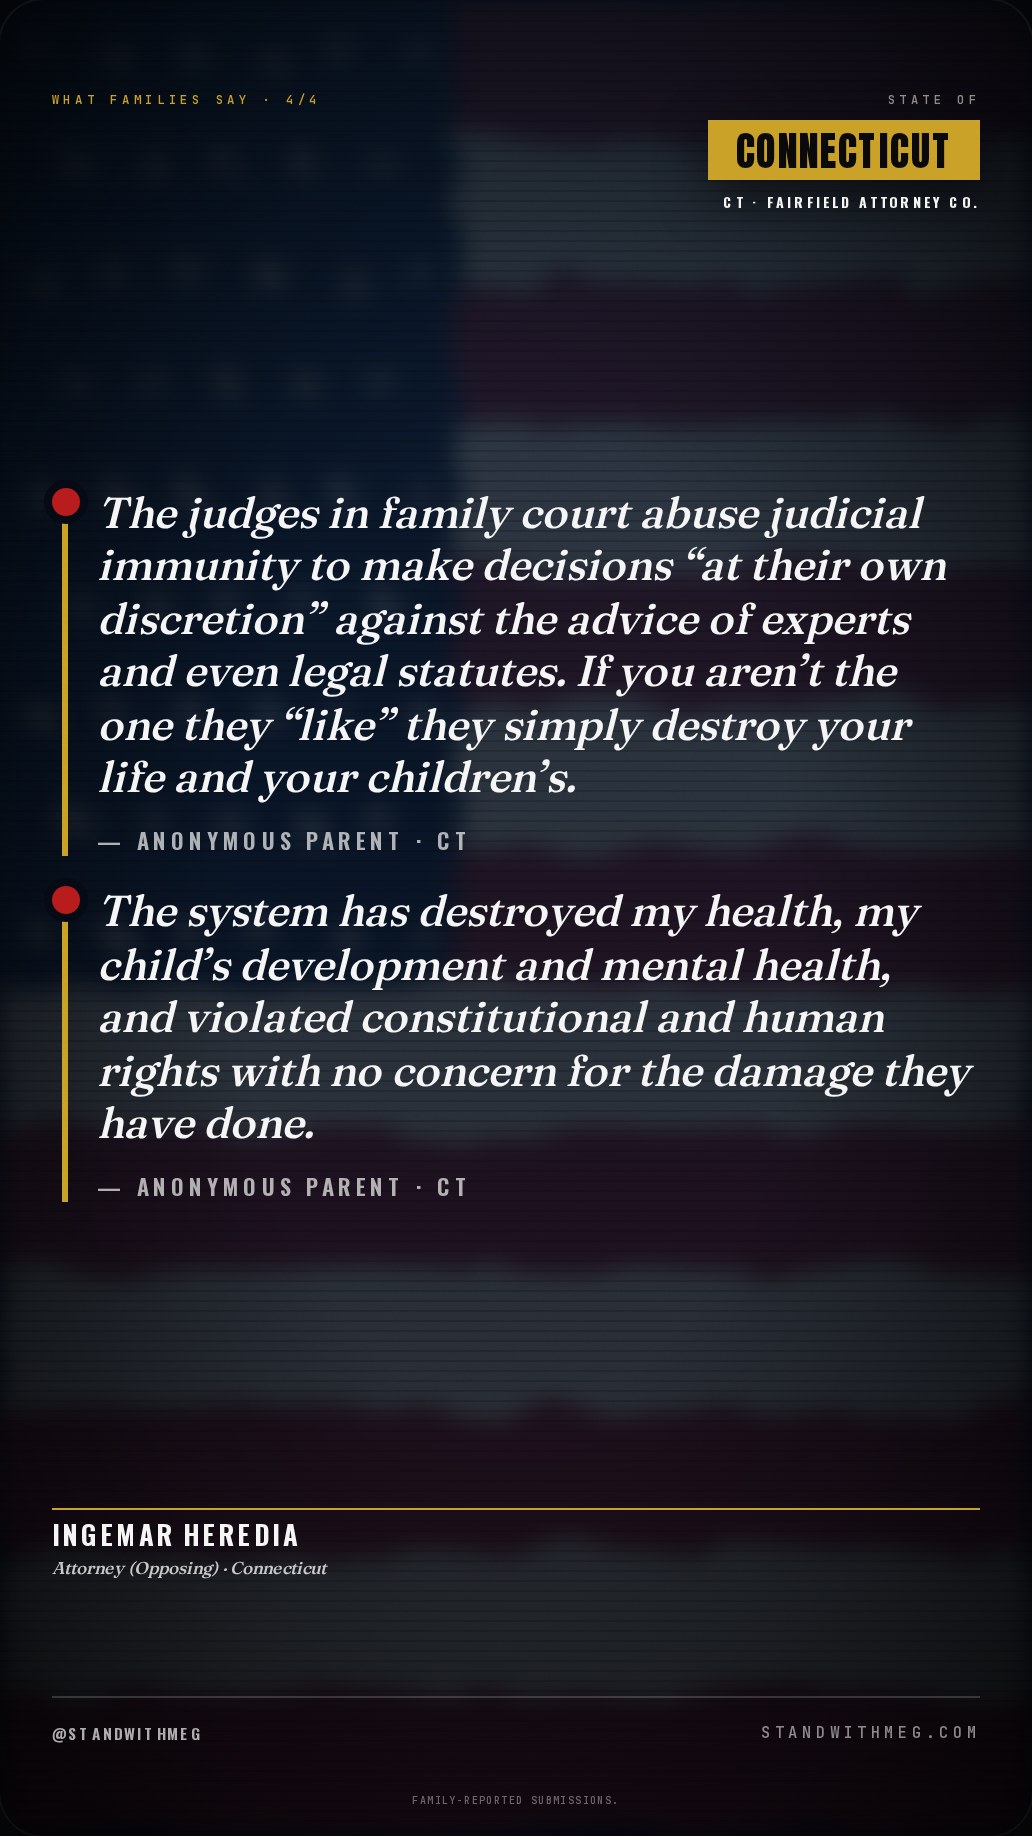 WHAT FAMILIES SAY · 4/4
STATE OF
CONNECTICUT
CT · FAIRFIELD ATTORNEY CO.
The judges in family court abuse judicial
immunity to make decisions “at their own
discretion” against the advice of experts
and even legal statutes. If you aren’t the
one they “like” they simply destroy your
life and your children’s.
— ANONYMOUS PARENT · CT
The system has destroyed my health, my
child’s development and mental health,
and violated constitutional and human
rights with no concern for the damage they
have done.
— ANONYMOUS PARENT · CT
INGEMAR HEREDIA
Attorney (Opposing) · Connecticut
@STANDWITHMEG
STANDWITHMEG.COM
FAMILY-REPORTED SUBMISSIONS.